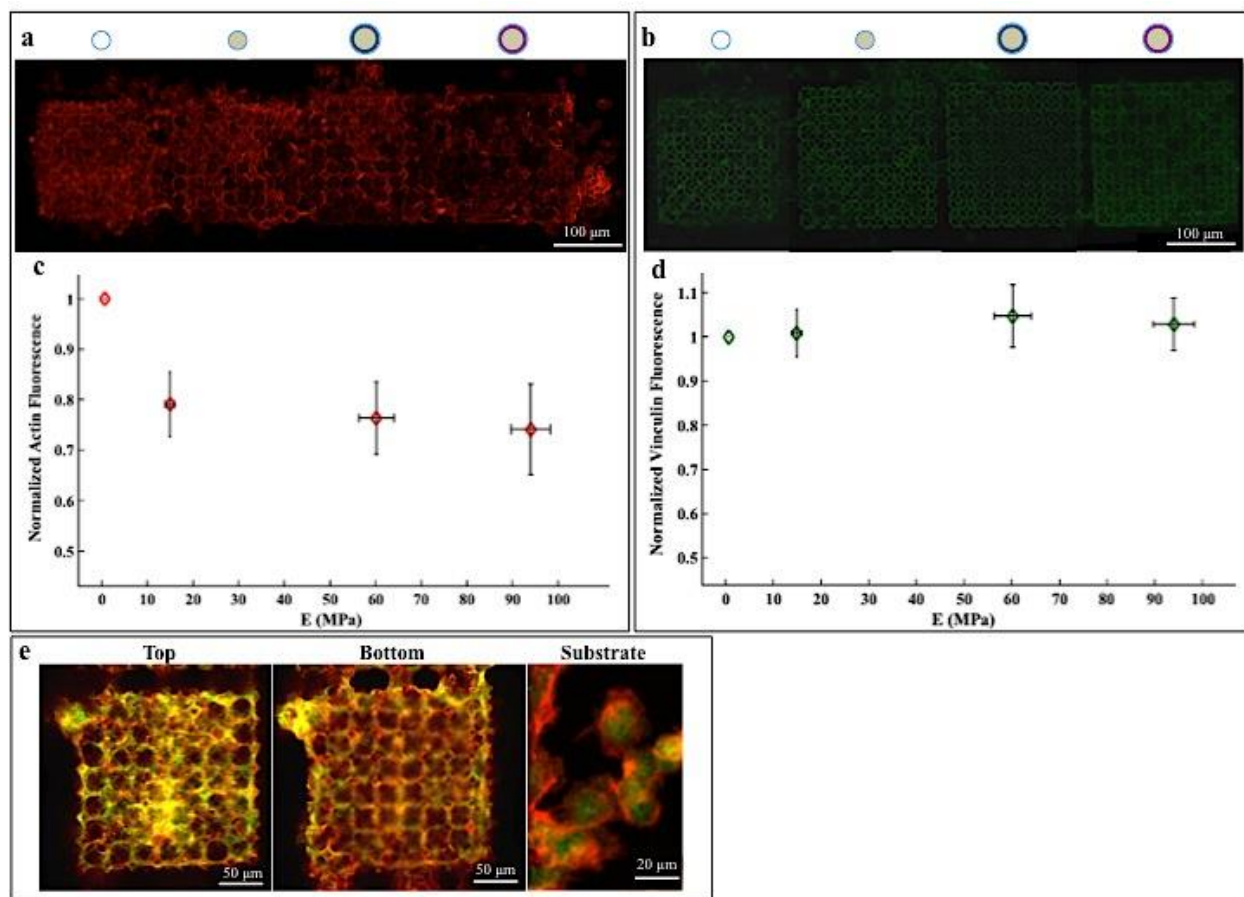 a
100 μm
b
100 μm
c
Normalized Actin Fluorescence
1
0.9
0.8
0.7
0.6
0.5
0 10 20 30 40 50 60 70 80 90 100
E (MPa)
d
Normalized Vinculin Fluorescence
1.1
1
0.9
0.8
0.7
0.6
0.5
0 10 20 30 40 50 60 70 80 90 100
E (MPa)
e
Top Bottom Substrate
50 μm 50 μm 20 μm